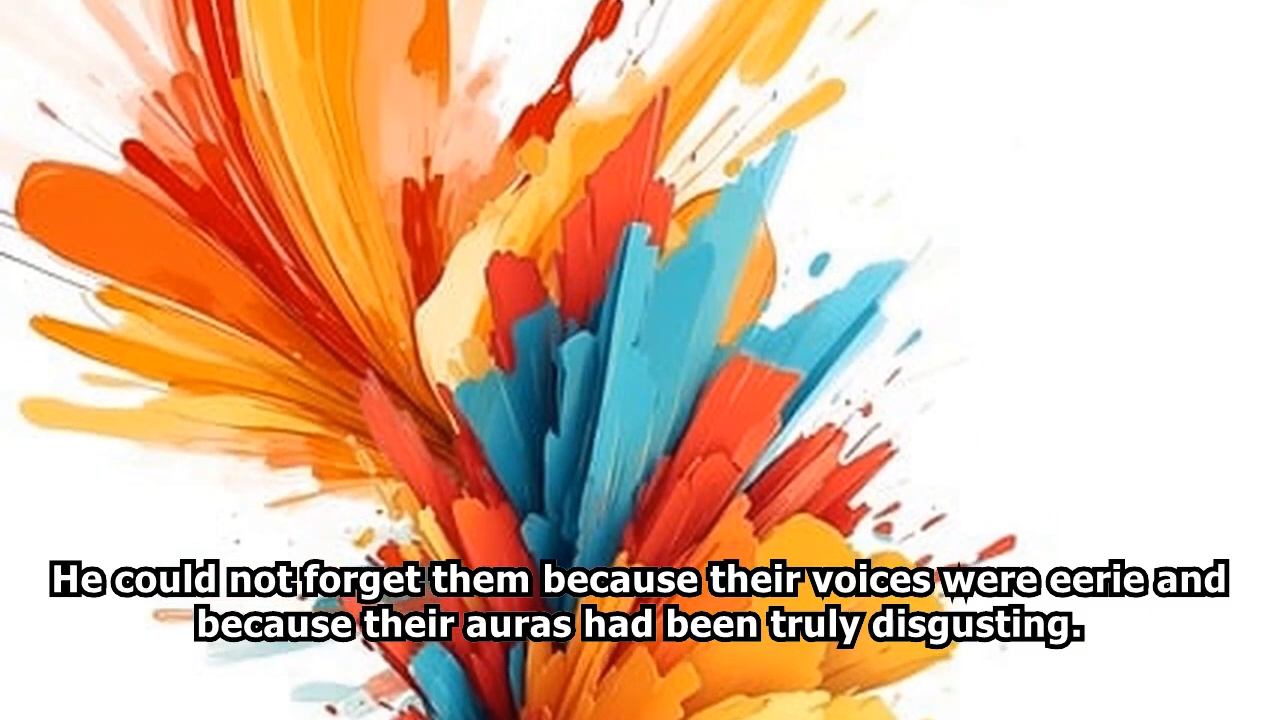 He could not forget them because their voices were eerie and
because their auras had been truly disgusting.